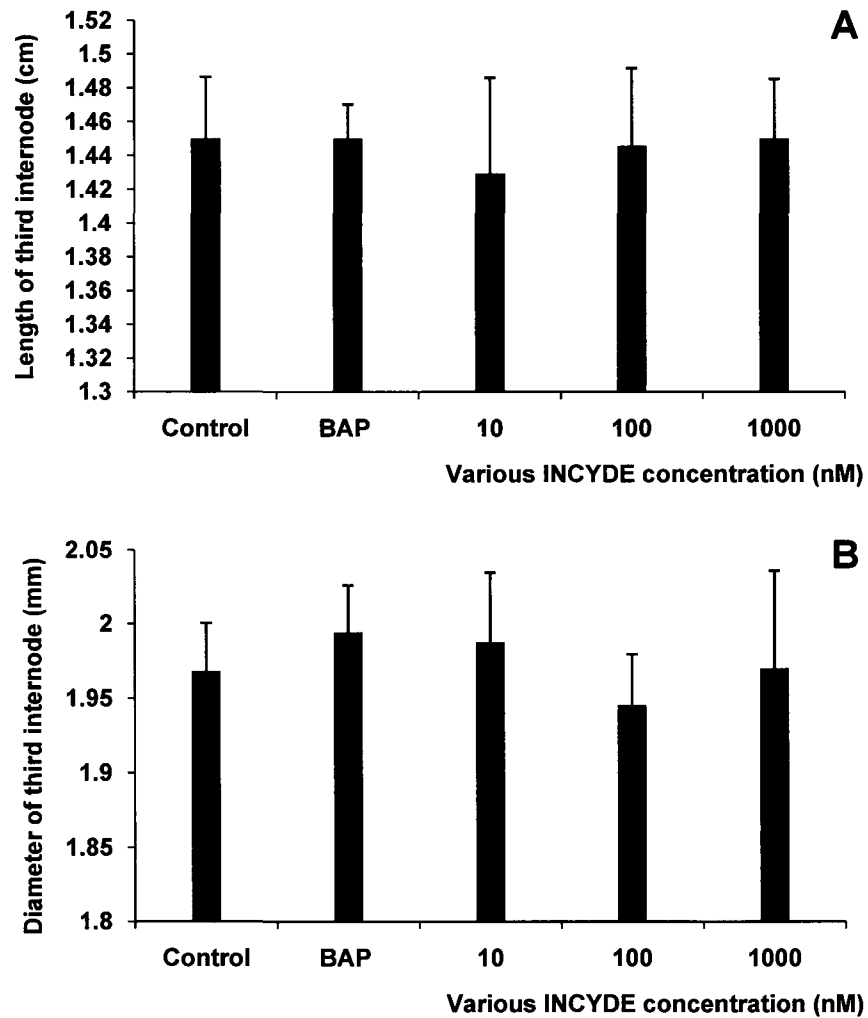 A
Length of third internode (cm)
1.52
1.5
1.48
1.46
1.44
1.42
1.4
1.38
1.36
1.34
1.32
1.3
Control BAP 10 100 1000
Various INCYDE concentration (nM)
B
Diameter of third internode (mm)
2.05
2
1.95
1.9
1.85
1.8
Control BAP 10 100 1000
Various INCYDE concentration (nM)